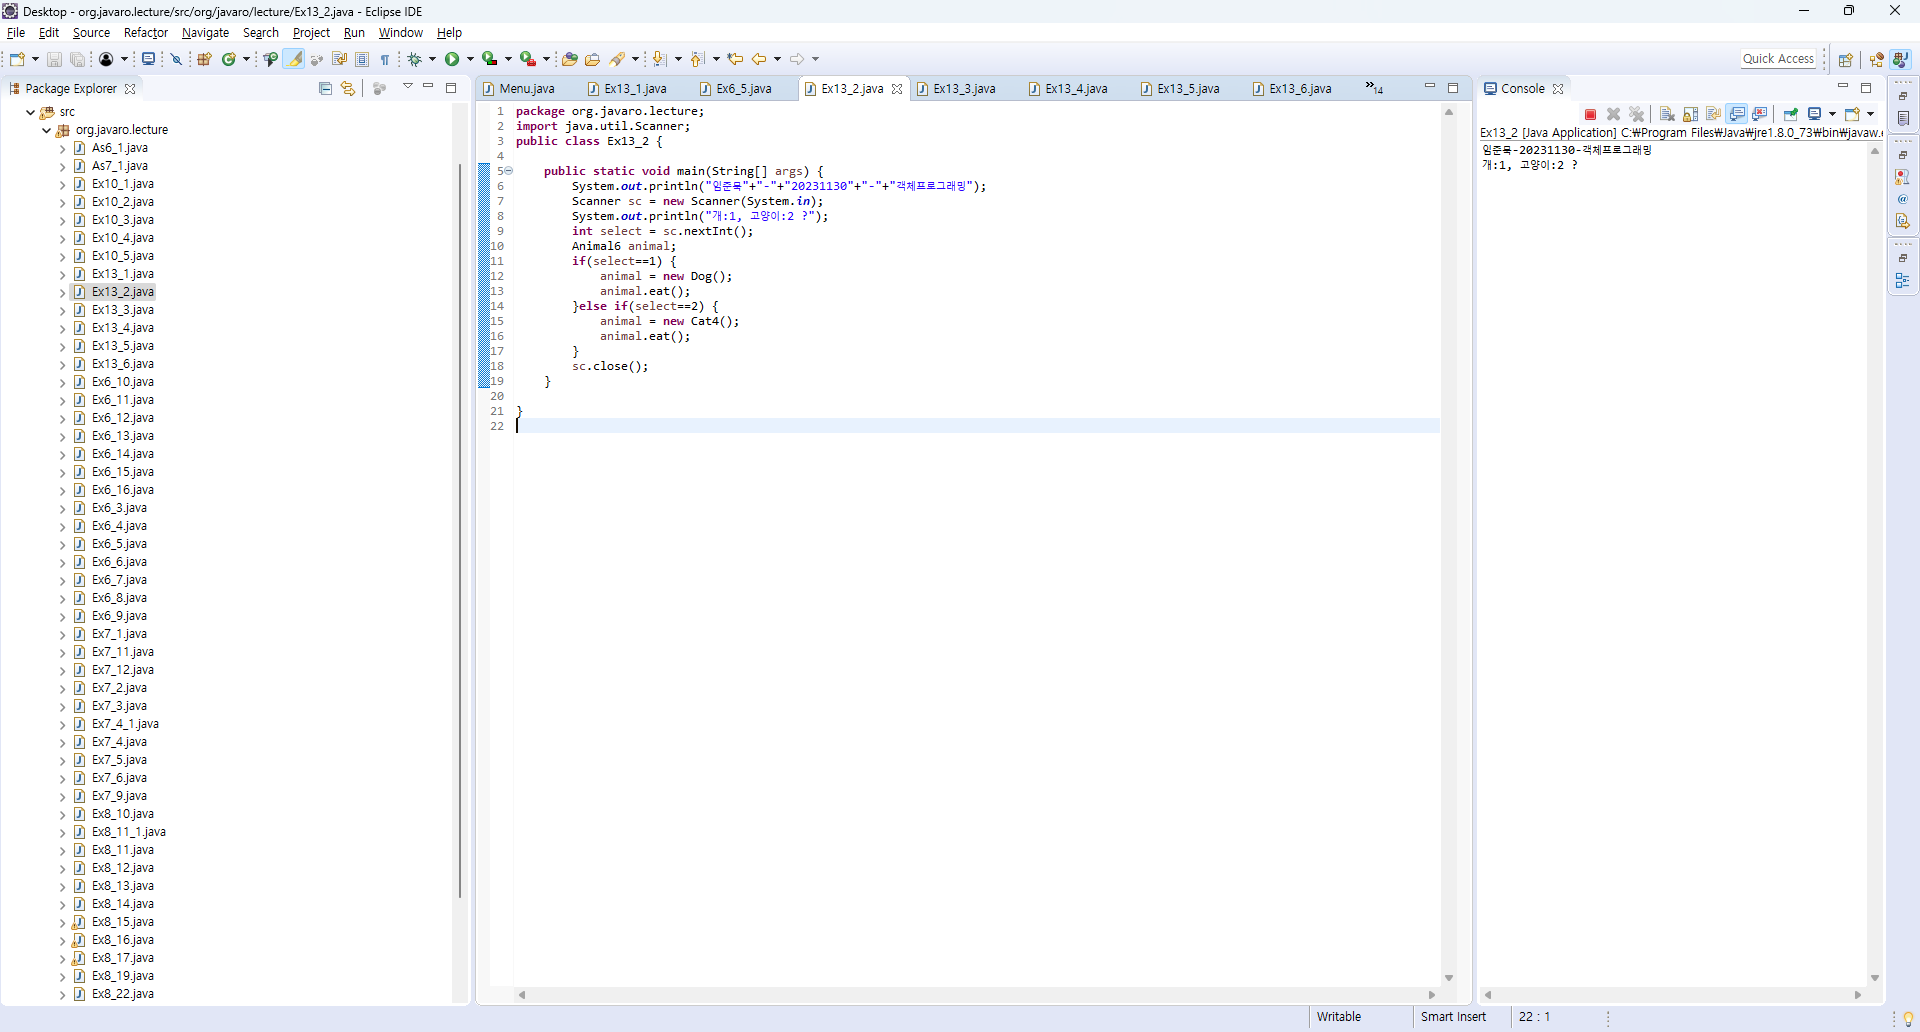 Desktop - org.javaro.lecture/src/org/javaro/lecture/Ex13_2.java - Eclipse IDE
File Edit Source Refactor Navigate Search Project Run Window Help
Quick Access
Package Explorer
src
org.javaro.lecture
As6_1.java
As7_1.java
Ex10_1.java
Ex10_2.java
Ex10_3.java
Ex10_4.java
Ex10_5.java
Ex13_1.java
Ex13_2.java
Ex13_3.java
Ex13_4.java
Ex13_5.java
Ex13_6.java
Ex6_10.java
Ex6_11.java
Ex6_12.java
Ex6_13.java
Ex6_14.java
Ex6_15.java
Ex6_16.java
Ex6_3.java
Ex6_4.java
Ex6_5.java
Ex6_6.java
Ex6_7.java
Ex6_8.java
Ex6_9.java
Ex7_1.java
Ex7_11.java
Ex7_12.java
Ex7_2.java
Ex7_3.java
Ex7_4_1.java
Ex7_4.java
Ex7_5.java
Ex7_6.java
Ex7_9.java
Ex8_10.java
Ex8_11_1.java
Ex8_11.java
Ex8_12.java
Ex8_13.java
Ex8_14.java
Ex8_15.java
Ex8_16.java
Ex8_17.java
Ex8_19.java
Ex8_22.java
Menu.java Ex13_1.java Ex6_5.java Ex13_2.java Ex13_3.java Ex13_4.java Ex13_5.java Ex13_6.java »14
1 package org.javaro.lecture;
2 import java.util.Scanner;
3 public class Ex13_2 {
4
5 public static void main(String[] args) {
6 System.out.println("임준묵"+"-"+"20231130"+"-"+"객체프로그래밍");
7 Scanner sc = new Scanner(System.in);
8 System.out.println("개:1, 고양이:2 ?");
9 int select = sc.nextInt();
10 Animal6 animal;
11 if(select==1) {
12 animal = new Dog();
13 animal.eat();
14 }else if(select==2) {
15 animal = new Cat4();
16 animal.eat();
17 }
18 sc.close();
19 }
20
21 }
22
Console
Ex13_2 [Java Application] C:₩Program Files₩Java₩jre1.8.0_73₩bin₩javaw.e
임준묵-20231130-객체프로그래밍
개:1, 고양이:2 ?
Writable Smart Insert 22 : 1